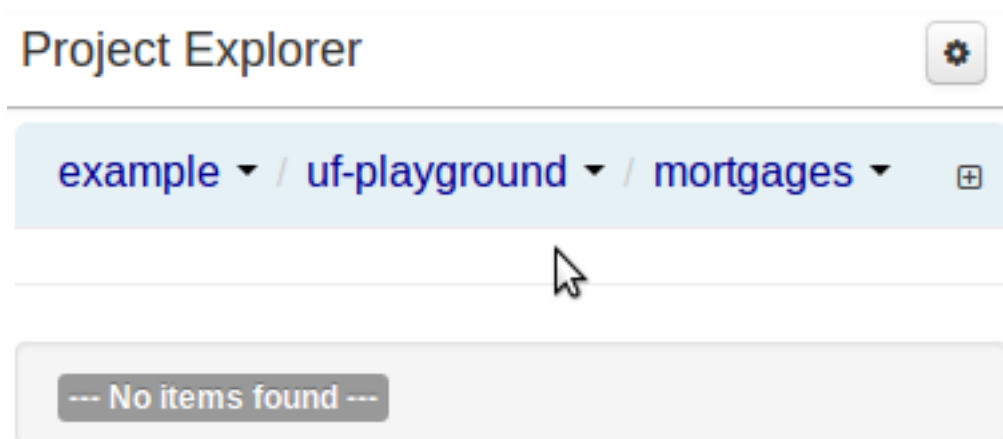 Project Explorer
example / uf-playground / mortgages
--- No items found ---